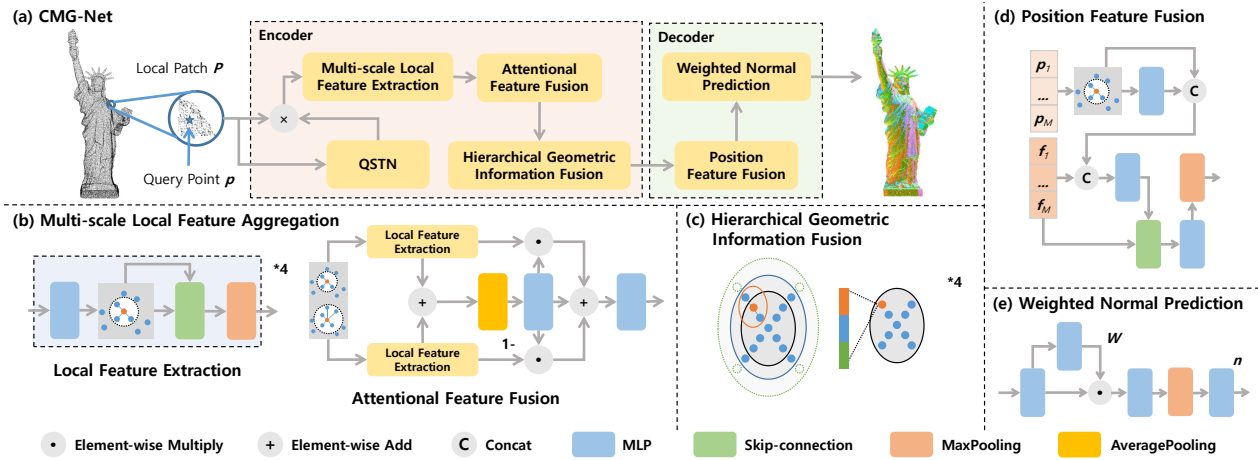 (a) CMG-Net
Local Patch P
Query Point p
Encoder
Multi-scale Local
Feature Extraction
Attentional
Feature Fusion
×
QSTN
Hierarchical Geometric
Information Fusion
Decoder
Weighted Normal
Prediction
Position
Feature Fusion
(b) Multi-scale Local Feature Aggregation
*4
Local Feature Extraction
Local Feature
Extraction
+
1-
+
Local Feature
Extraction
Attentional Feature Fusion
(c) Hierarchical Geometric
Information Fusion
*4
(d) Position Feature Fusion
p1
...
pM
C
f1
...
fM
C
(e) Weighted Normal Prediction
W
n
Element-wise Multiply
+ Element-wise Add
C Concat
MLP
Skip-connection
MaxPooling
AveragePooling